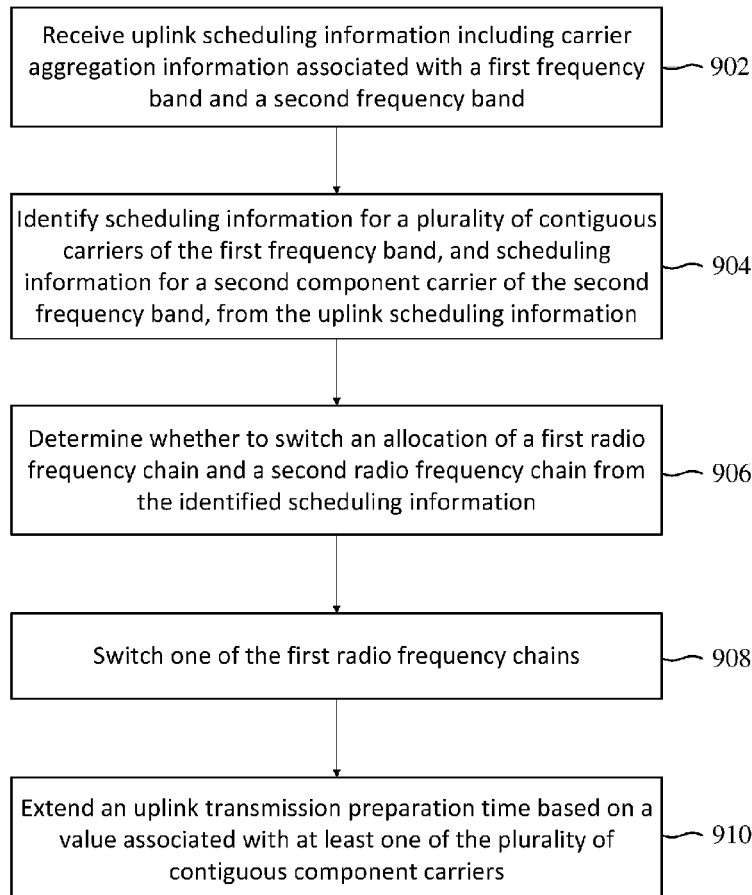 Receive uplink scheduling information including carrier
aggregation information associated with a first frequency
band and a second frequency band
902
Identify scheduling information for a plurality of contiguous
carriers of the first frequency band, and scheduling
information for a second component carrier of the second
frequency band, from the uplink scheduling information
904
Determine whether to switch an allocation of a first radio
frequency chain and a second radio frequency chain from
the identified scheduling information
906
Switch one of the first radio frequency chains
908
Extend an uplink transmission preparation time based on a
value associated with at least one of the plurality of
contiguous component carriers
910